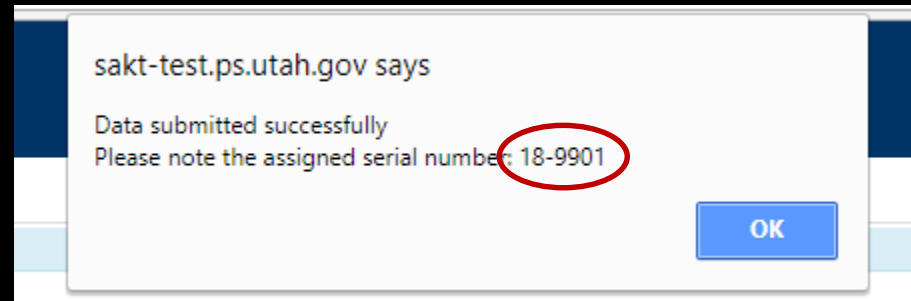 sakt-test.ps.utah.gov says
Data submitted successfully
Please note the assigned serial number: 18-9901
OK